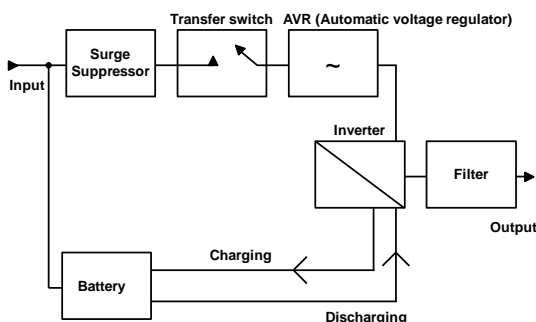 Transfer switch
AVR (Automatic voltage regulator)
Surge
Suppressor
~
Input
Inverter
Filter
Output
Charging
Battery
Discharging